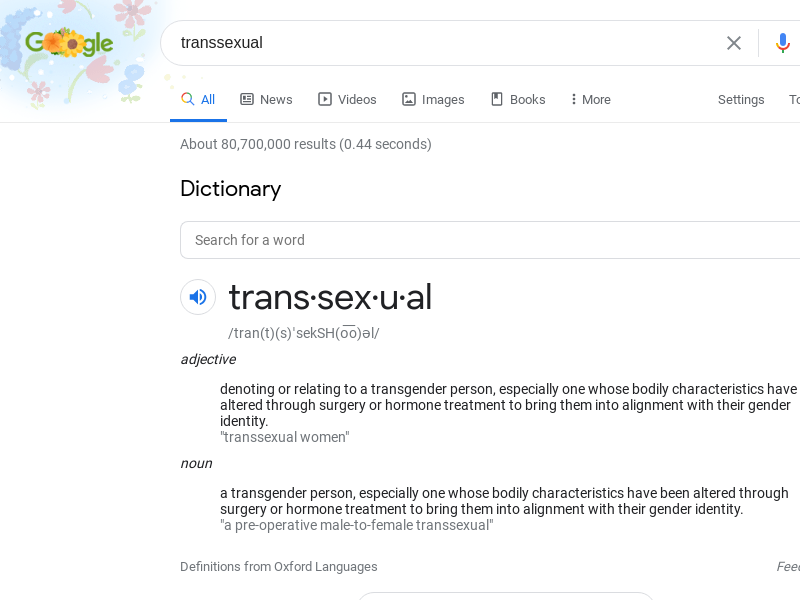 Google
transsexual
All News Videos Images Books More Settings
About 80,700,000 results (0.44 seconds)
Dictionary
Search for a word
trans·sex·u·al
/tran(t)(s)ˈsekSH(o͞o)əl/
adjective
denoting or relating to a transgender person, especially one whose bodily characteristics have
altered through surgery or hormone treatment to bring them into alignment with their gender
identity.
"transsexual women"
noun
a transgender person, especially one whose bodily characteristics have been altered through
surgery or hormone treatment to bring them into alignment with their gender identity.
"a pre-operative male-to-female transsexual"
Definitions from Oxford Languages